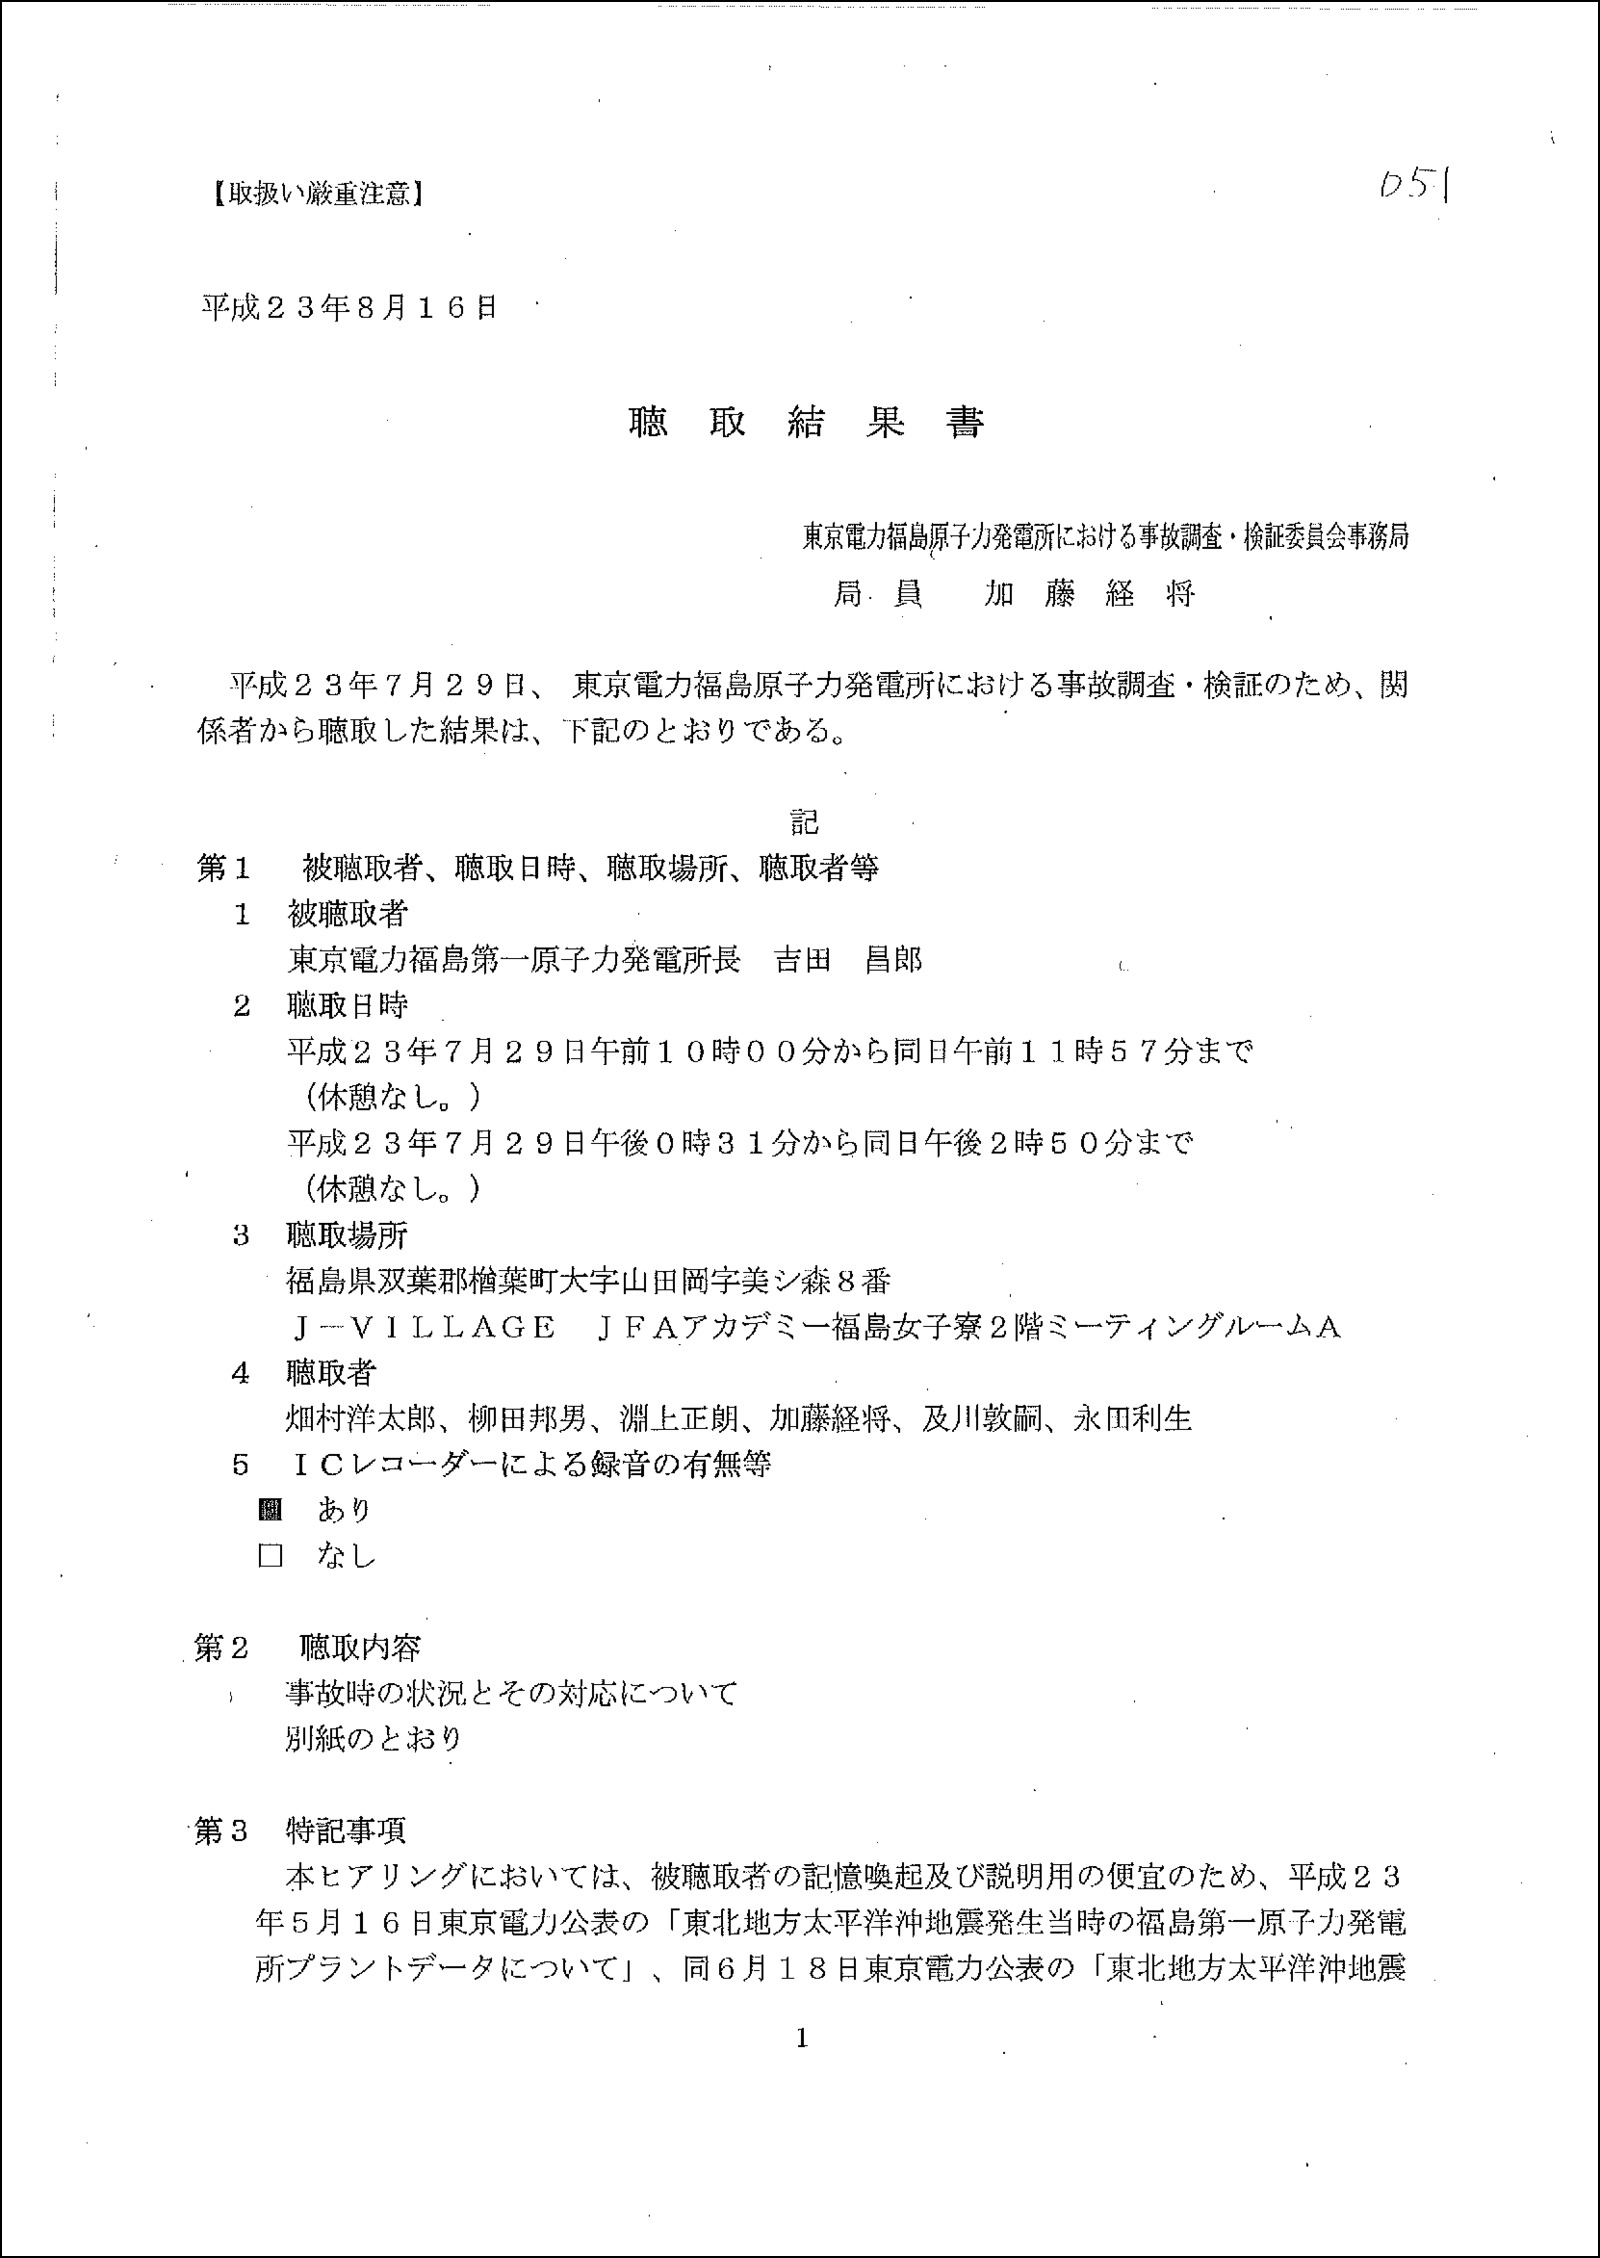 【取扱い厳重注意】
051
平成２３年８月１６日
聴取結果書
東京電力福島原子力発電所における事故調査・検証委員会事務局
局員　加藤経将
平成２３年７月２９日、東京電力福島原子力発電所における事故調査・検証のため、関
係者から聴取した結果は、下記のとおりである。
記
第１　被聴取者、聴取日時、聴取場所、聴取者等
１　被聴取者
東京電力福島第一原子力発電所長　吉田　昌郎
２　聴取日時
平成２３年７月２９日午前１０時００分から同日午前１１時５７分まで
（休憩なし。）
平成２３年７月２９日午後０時３１分から同日午後２時５０分まで
（休憩なし。）
３　聴取場所
福島県双葉郡楢葉町大字山田岡字美シ森８番
Ｊ－ＶＩＬＬＡＧＥ　ＪＦＡアカデミー福島女子寮２階ミーティングルームＡ
４　聴取者
畑村洋太郎、柳田邦男、淵上正朗、加藤経将、及川敦嗣、永田利生
５　ＩＣレコーダーによる録音の有無等
■　あり
□　なし
第２　聴取内容
事故時の状況とその対応について
別紙のとおり
第３　特記事項
本ヒアリングにおいては、被聴取者の記憶喚起及び説明用の便宜のため、平成２３
年５月１６日東京電力公表の「東北地方太平洋沖地震発生当時の福島第一原子力発電
所プラントデータについて」、同６月１８日東京電力公表の「東北地方太平洋沖地震
1